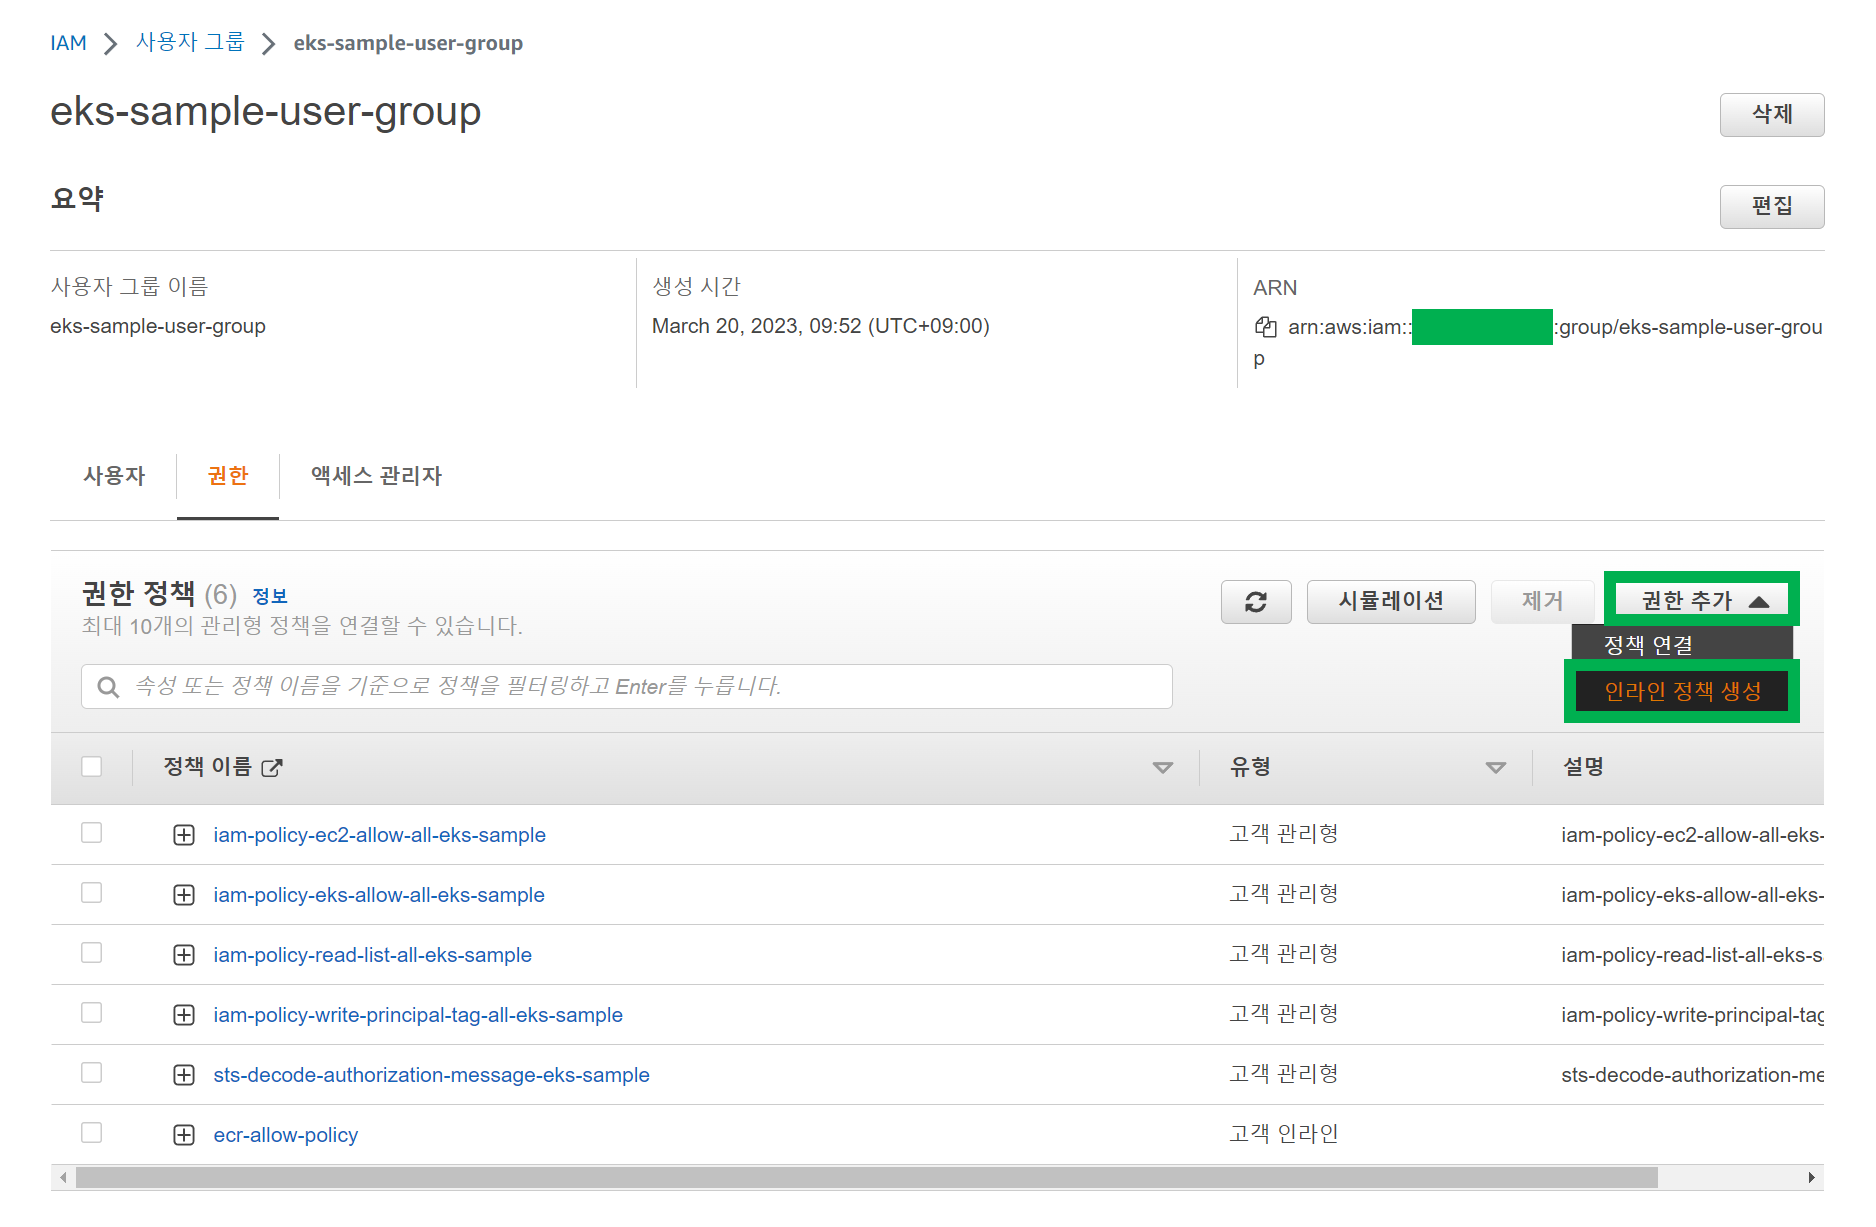 IAM 사용자 그룹 eks-sample-user-group
eks-sample-user-group
삭제
요약
편집
사용자 그룹 이름
eks-sample-user-group
생성 시간
March 20, 2023, 09:52 (UTC+09:00)
ARN
arn:aws:iam:: :group/eks-sample-user-grou
p
사용자 권한 액세스 관리자
권한 정책 (6) 정보
최대 10개의 관리형 정책을 연결할 수 있습니다.
시뮬레이션 제거 권한 추가
정책 연결
인라인 정책 생성
속성 또는 정책 이름을 기준으로 정책을 필터링하고 Enter를 누릅니다.
정책 이름 유형 설명
iam-policy-ec2-allow-all-eks-sample 고객 관리형 iam-policy-ec2-allow-all-eks-
iam-policy-eks-allow-all-eks-sample 고객 관리형 iam-policy-eks-allow-all-eks-
iam-policy-read-list-all-eks-sample 고객 관리형 iam-policy-read-list-all-eks-s
iam-policy-write-principal-tag-all-eks-sample 고객 관리형 iam-policy-write-principal-tag
sts-decode-authorization-message-eks-sample 고객 관리형 sts-decode-authorization-me
ecr-allow-policy 고객 인라인